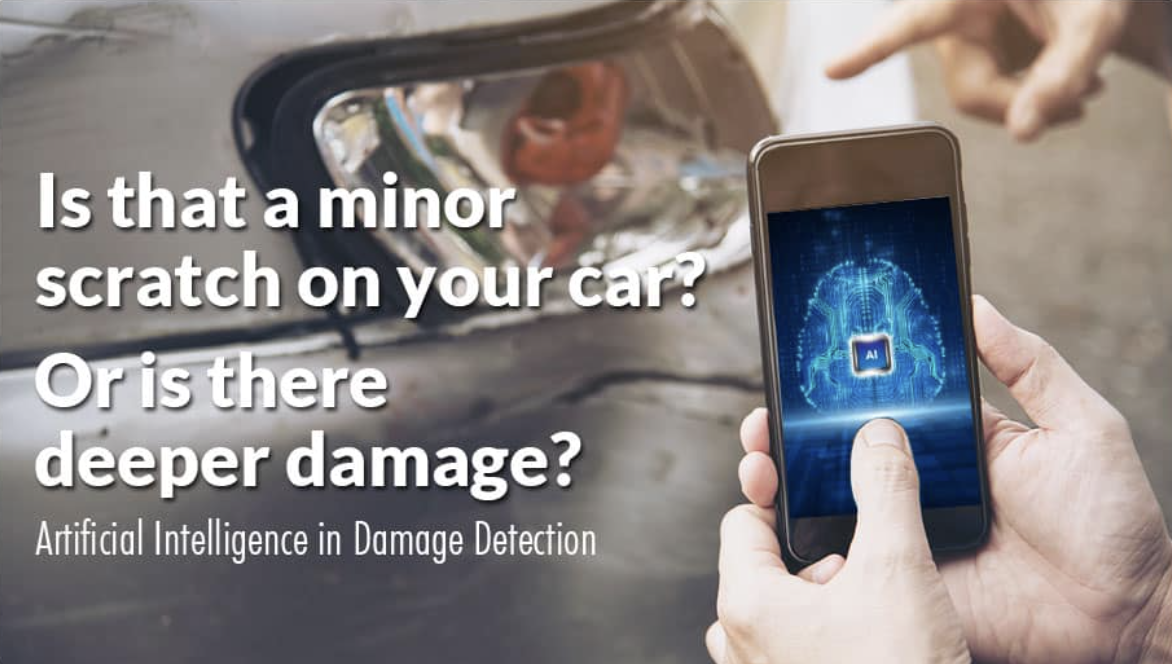 Is that a minor
scratch on your car?
Or is there
deeper damage?
Artificial Intelligence in Damage Detection
AI